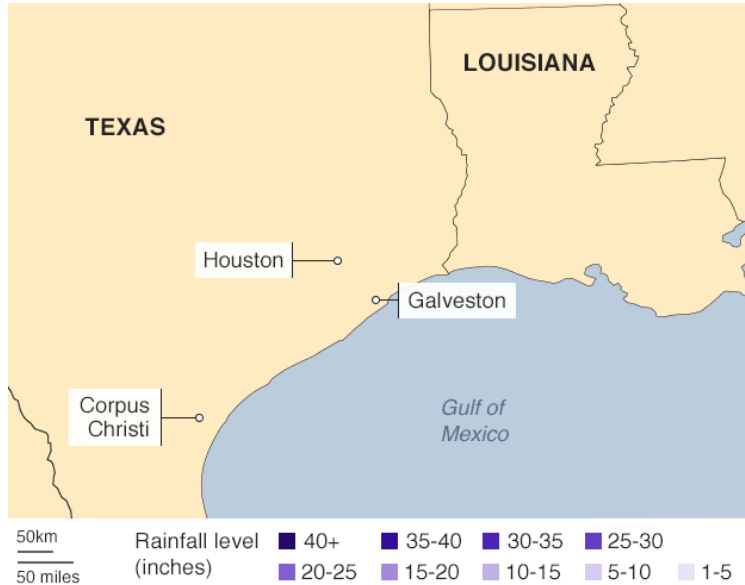 LOUISIANA
TEXAS
Houston
Galveston
Corpus
Christi
Gulf of
Mexico
50km
50 miles
Rainfall level
(inches)
40+ 35-40 30-35 25-30
20-25 15-20 10-15 5-10 1-5